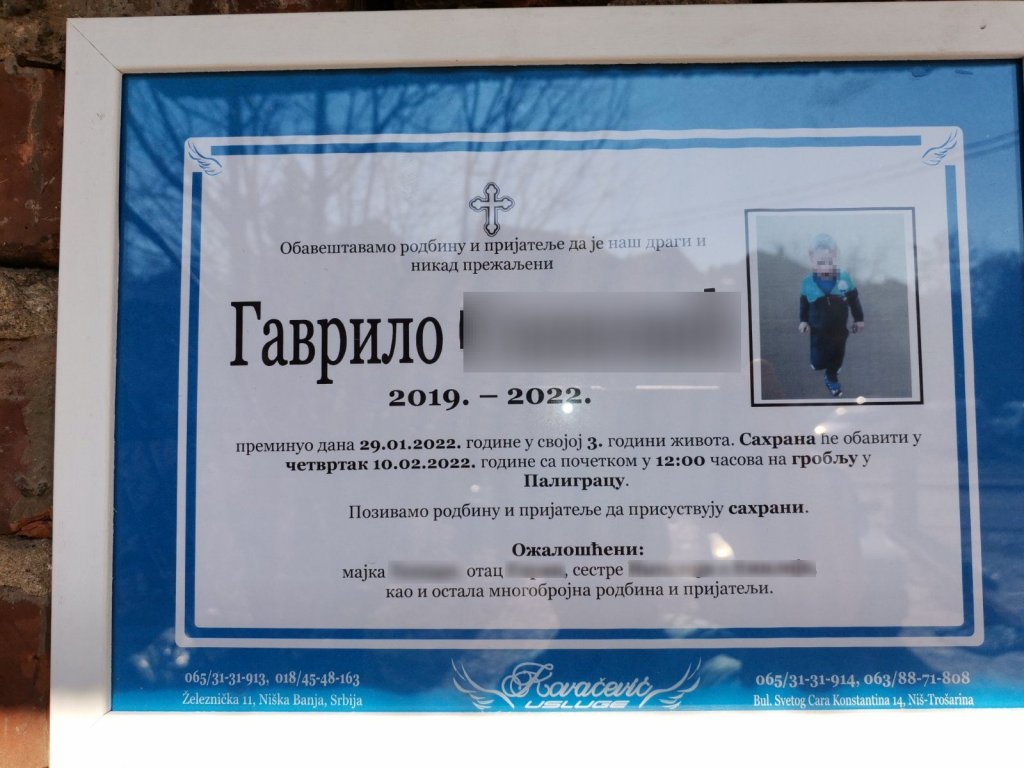 Обавештавамо родбину и пријатеље да је наш драги и
никад прежаљени
Гаврило
2019. – 2022.
преминуо дана 29.01.2022. године у својој 3. години живота. Сахрана ће обавити у
четвртак 10.02.2022. године са почетком у 12:00 часова на гробљу у
Палиграцу.
Позивамо родбину и пријатеље да присуствују сахрани.
Ожалошћени:
мајка отац , сестре
као и остала многобројна родбина и пријатељи.
065/31-31-913, 018/45-48-163
Železnička 11, Niška Banja, Srbija
Kovačević
USLUGE
065/31-31-914, 063/88-71-808
Bul. Svetog Cara Konstantina 14, Niš-Trošarina